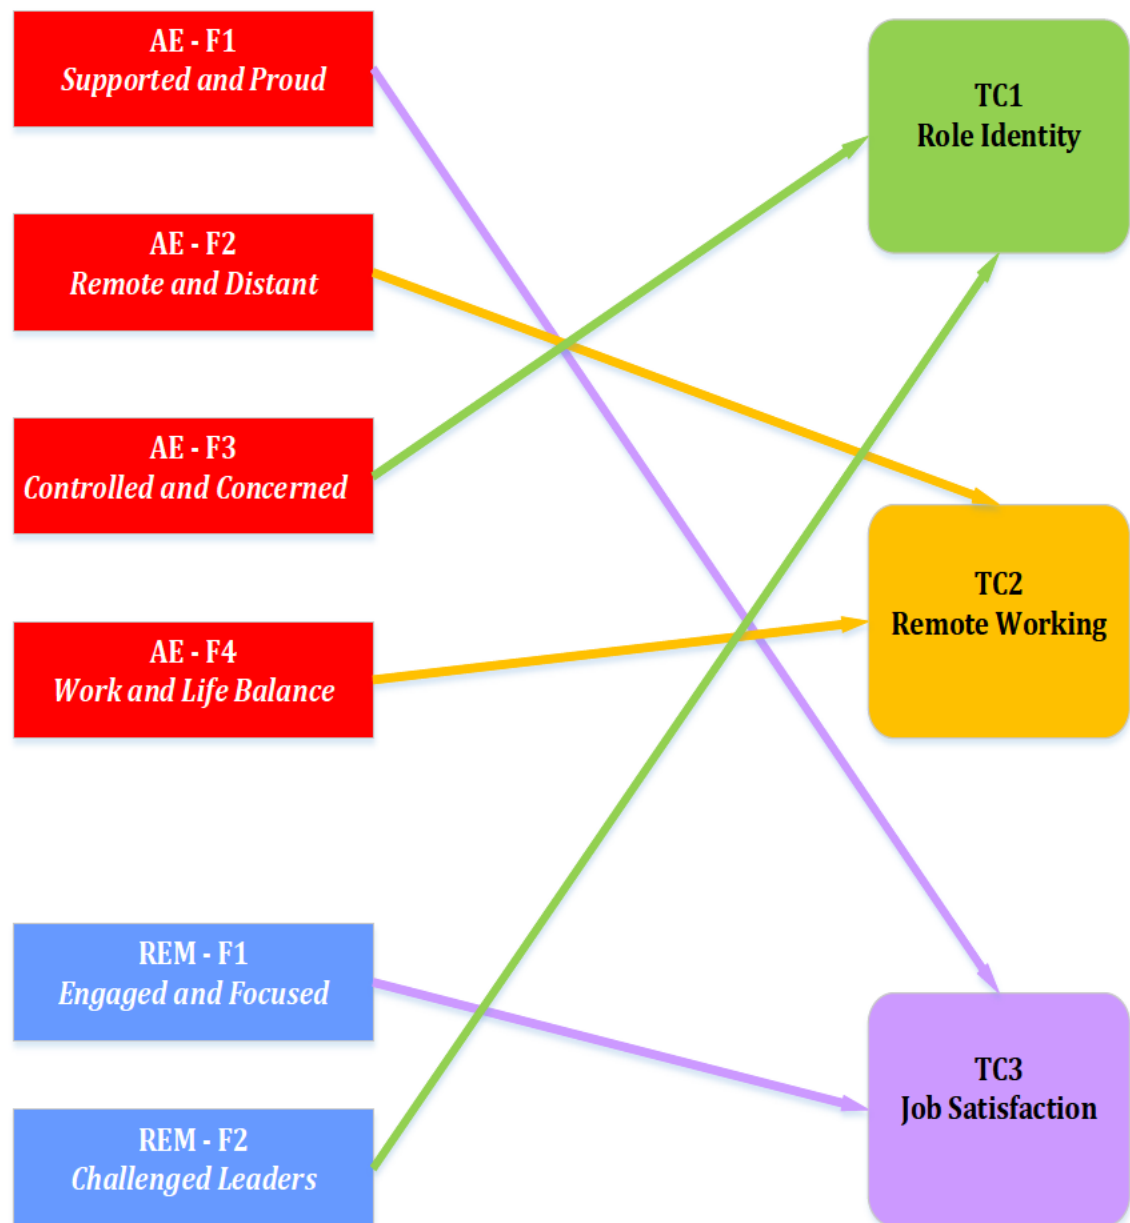 AE - F1
Supported and Proud
AE - F2
Remote and Distant
AE - F3
Controlled and Concerned
AE - F4
Work and Life Balance
REM - F1
Engaged and Focused
REM - F2
Challenged Leaders
TC1
Role Identity
TC2
Remote Working
TC3
Job Satisfaction